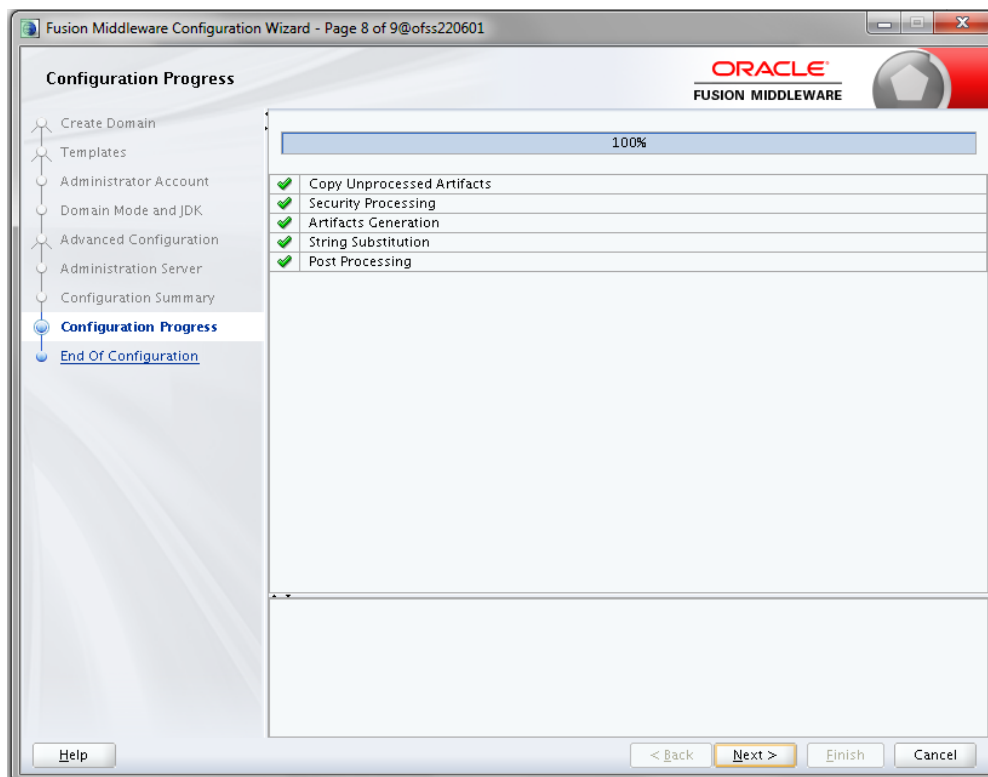 Fusion Middleware Configuration Wizard - Page 8 of 9@ofss220601
Configuration Progress
ORACLE®
FUSION MIDDLEWARE
Create Domain
Templates
Administrator Account
Domain Mode and JDK
Advanced Configuration
Administration Server
Configuration Summary
Configuration Progress
End Of Configuration
100%
Copy Unprocessed Artifacts
Security Processing
Artifacts Generation
String Substitution
Post Processing
Help
< Back
Next >
Finish
Cancel